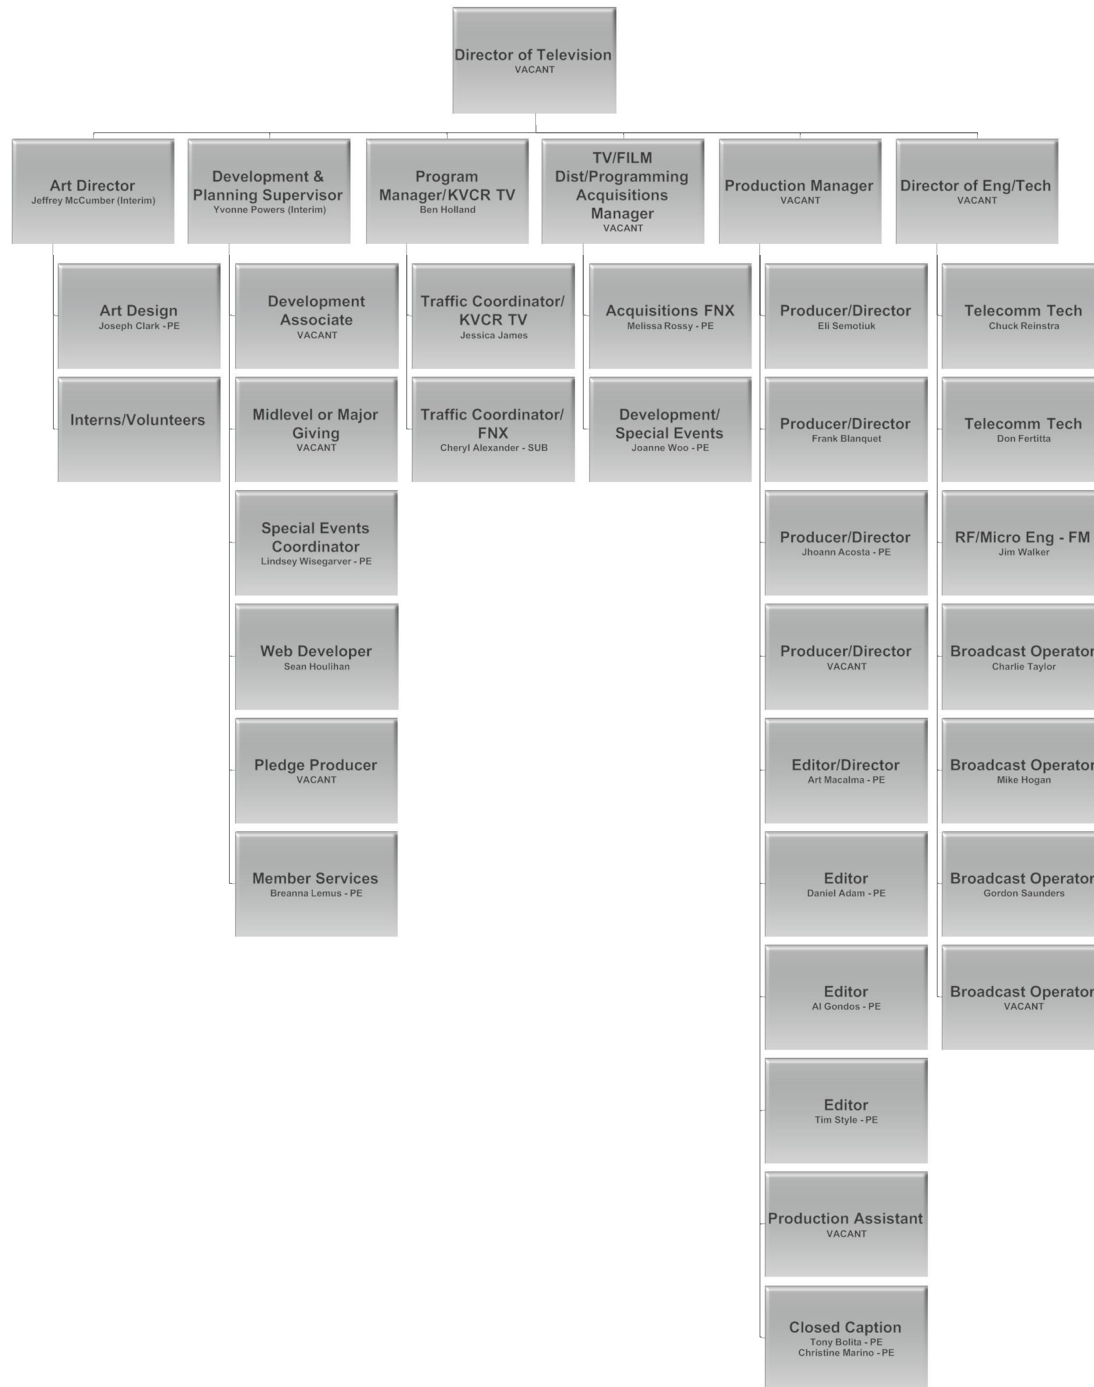 Director of Television
VACANT
Art Director
Jeffrey McCumber (Interim)
Development &
Planning Supervisor
Yvonne Powers (Interim)
Program
Manager/KVCR TV
Ben Holland
TV/FILM
Dist/Programming
Acquisitions
Manager
VACANT
Production Manager
VACANT
Director of Eng/Tech
VACANT
Art Design
Joseph Clark -PE
Interns/Volunteers
Development
Associate
VACANT
Midlevel or Major
Giving
VACANT
Special Events
Coordinator
Lindsey Wisegarver - PE
Web Developer
Sean Houlihan
Pledge Producer
VACANT
Member Services
Breanna Lemus - PE
Traffic Coordinator/
KVCR TV
Jessica James
Traffic Coordinator/
FNX
Cheryl Alexander - SUB
Acquisitions FNX
Melissa Rossy - PE
Development/
Special Events
Joanne Woo - PE
Producer/Director
Eli Semotiuk
Producer/Director
Frank Blanquet
Producer/Director
Jhoann Acosta - PE
Producer/Director
VACANT
Editor/Director
Art Macalma - PE
Editor
Daniel Adam - PE
Editor
Al Gondos - PE
Editor
Tim Style - PE
Production Assistant
VACANT
Closed Caption
Tony Bolita - PE
Christine Marino - PE
Telecomm Tech
Chuck Reinstra
Telecomm Tech
Don Fertitta
RF/Micro Eng - FM
Jim Walker
Broadcast Operator
Charlie Taylor
Broadcast Operator
Mike Hogan
Broadcast Operator
Gordon Saunders
Broadcast Operator
VACANT